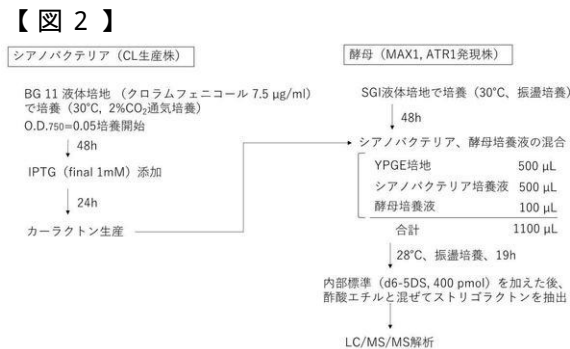 【図２】
シアノバクテリア（CL生産株）
BG 11 液体培地 （クロラムフェニコール 7.5 µg/ml）
で培養（30°C, 2%CO₂通気培養）
O.D.₇₅₀=0.05培養開始
48h
IPTG（final 1mM）添加
24h
カーラクトン生産
酵母（MAX1, ATR1発現株）
SGI液体培地で培養（30°C、振盪培養）
48h
シアノバクテリア、酵母培養液の混合
YPGE培地 500 µL
シアノバクテリア培養液 500 µL
酵母培養液 100 µL
合計 1100 µL
28°C、振盪培養、19h
内部標準（d6-5DS, 400 pmol）を加えた後、
酢酸エチルと混ぜてストリゴラクトンを抽出
LC/MS/MS解析